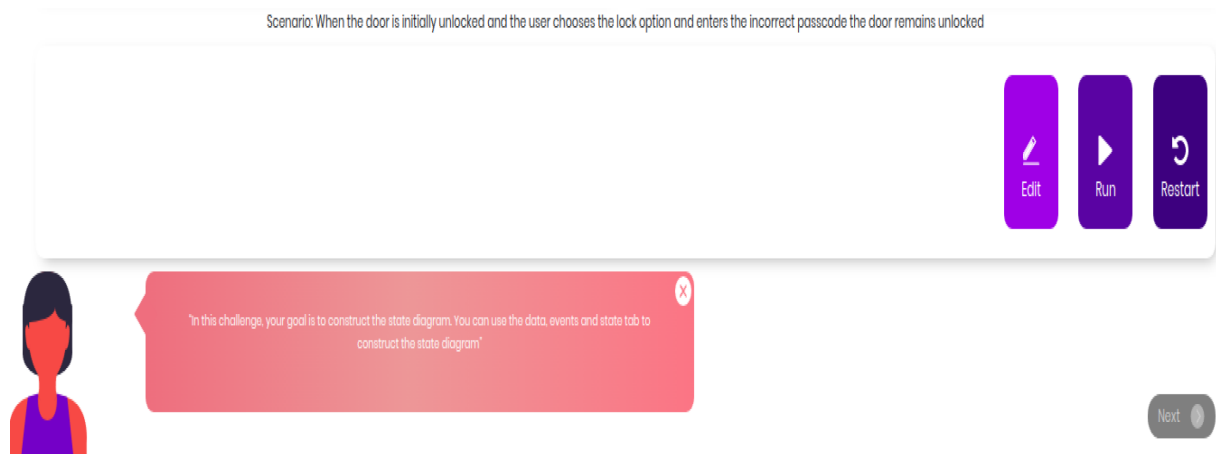 Scenario: When the door is initially unlocked and the user chooses the lock option and enters the incorrect passcode the door remains unlocked
Edit
Run
Restart
"In this challenge, your goal is to construct the state diagram. You can use the data, events and state tab to
construct the state diagram"
Next